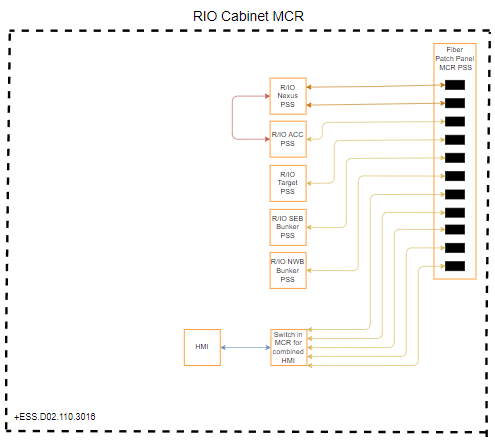 RIO Cabinet MCR
Fiber
Patch Panel
MCR PSS
R/IO
Nexus
PSS
R/IO ACC
PSS
R/IO
Target
PSS
R/IO SEB
Bunker
PSS
R/IO NWB
Bunker
PSS
HMI
Switch in
MCR for
combined
HMI
+ESS.D02.110.3016